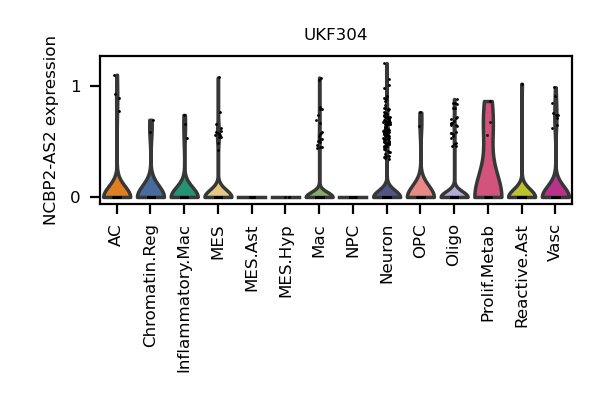 UKF304
NCBP2-AS2 expression
1
0
AC
Chromatin.Reg
Inflammatory.Mac
MES
MES.Ast
MES.Hyp
Mac
NPC
Neuron
OPC
Oligo
Prolif.Metab
Reactive.Ast
Vasc